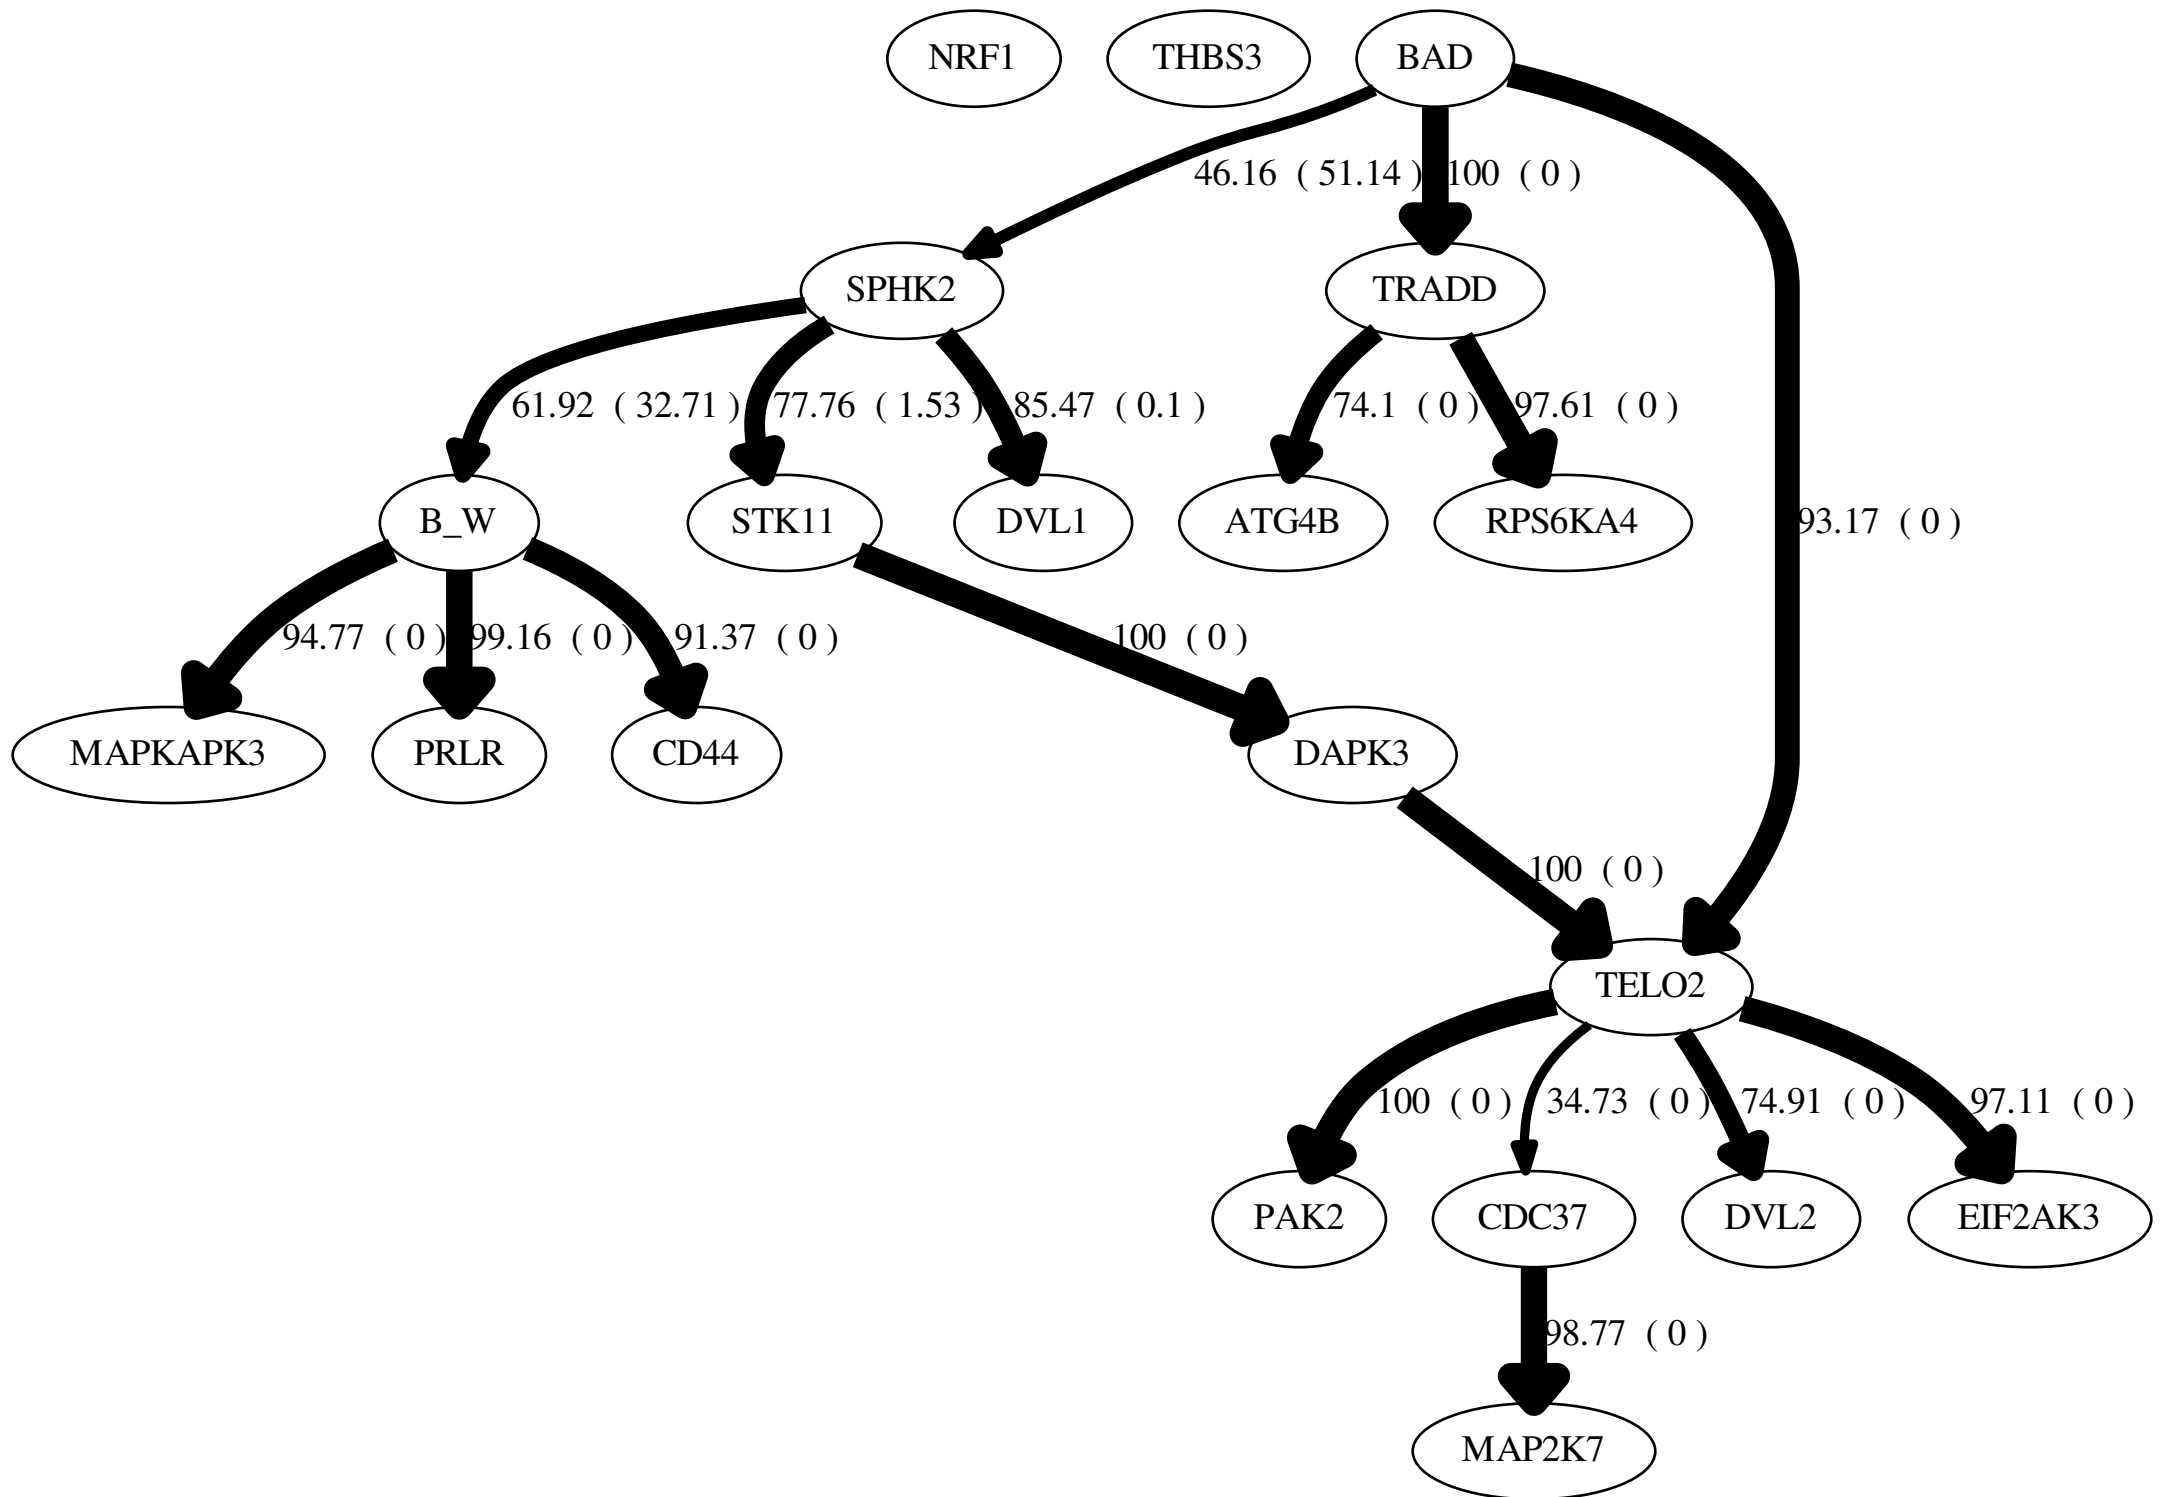 NRF1 THBS3 BAD
46.16 ( 51.14 ) 100 ( 0 )
SPHK2 TRADD
61.92 ( 32.71 ) 77.76 ( 1.53 ) 85.47 ( 0.1 ) 74.1 ( 0 ) 97.61 ( 0 )
B_W STK11 DVL1 ATG4B RPS6KA4 93.17 ( 0 )
94.77 ( 0 ) 99.16 ( 0 ) 91.37 ( 0 ) 100 ( 0 )
MAPKAPK3 PRLR CD44 DAPK3
100 ( 0 )
TELO2
100 ( 0 ) 34.73 ( 0 ) 74.91 ( 0 ) 97.11 ( 0 )
PAK2 CDC37 DVL2 EIF2AK3
98.77 ( 0 )
MAP2K7